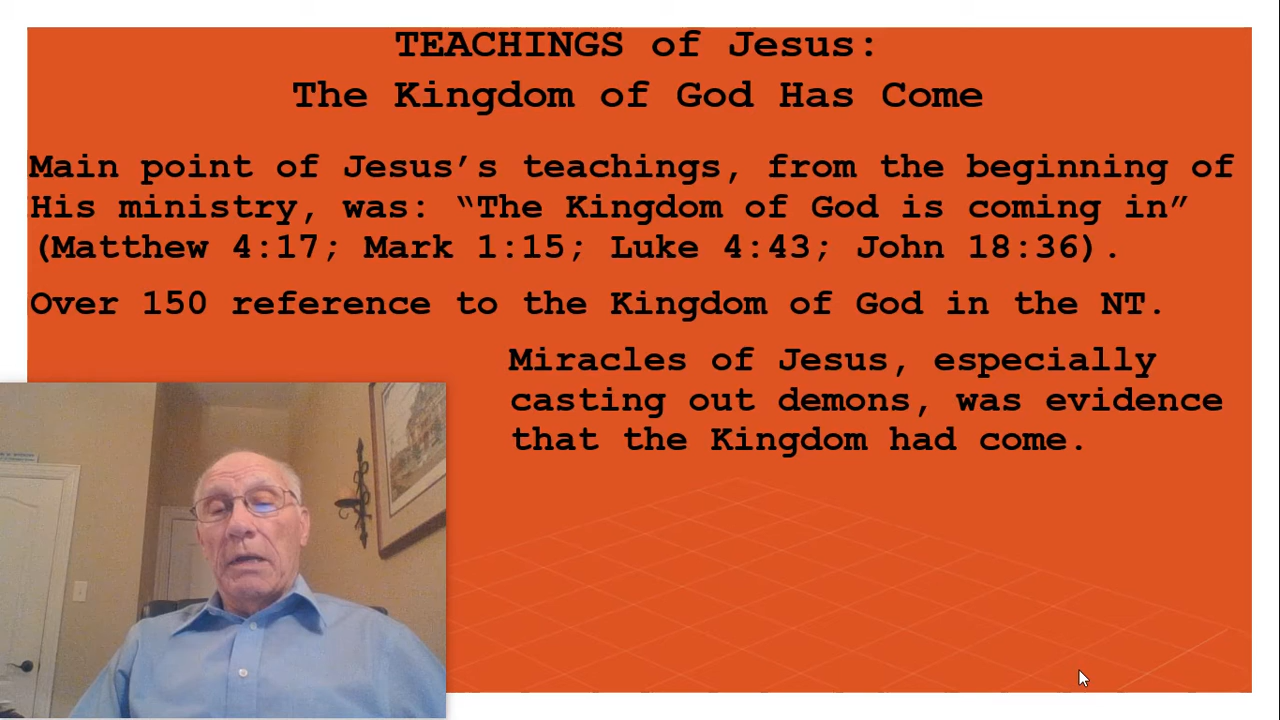 TEACHINGS of Jesus:
The Kingdom of God Has Come
Main point of Jesus’s teachings, from the beginning of
His ministry, was: “The Kingdom of God is coming in”
(Matthew 4:17; Mark 1:15; Luke 4:43; John 18:36).
Over 150 reference to the Kingdom of God in the NT.
Miracles of Jesus, especially
casting out demons, was evidence
that the Kingdom had come.